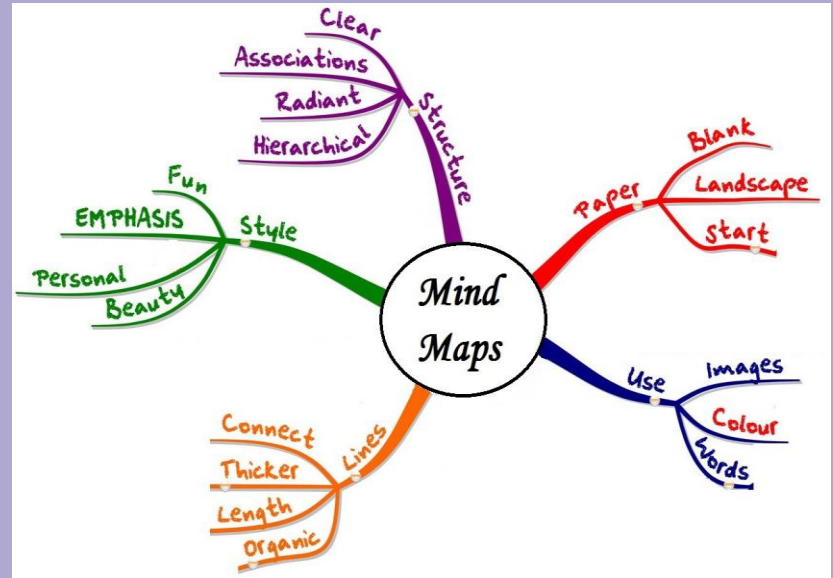 Mind
Maps
Structure
Clear
Associations
Radiant
Hierarchical
Paper
Blank
Landscape
Start
Use
Images
Colour
Words
Lines
Connect
Thicker
Length
Organic
Style
Fun
EMPHASIS
Personal
Beauty